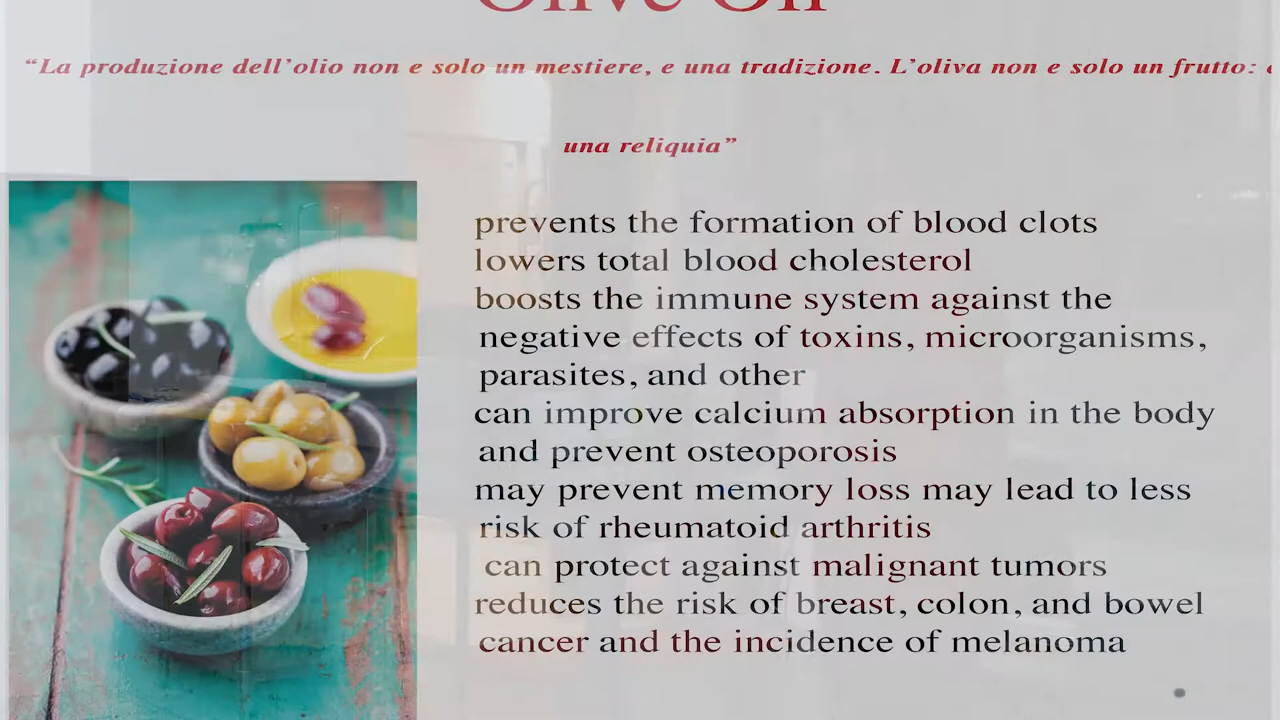 Olive Oil
“La produzione dell’olio non e solo un mestiere, e una tradizione. L’oliva non e solo un frutto:
una reliquia”
prevents the formation of blood clots
lowers total blood cholesterol
boosts the immune system against the
negative effects of toxins, microorganisms,
parasites, and other
can improve calcium absorption in the body
and prevent osteoporosis
may prevent memory loss may lead to less
risk of rheumatoid arthritis
can protect against malignant tumors
reduces the risk of breast, colon, and bowel
cancer and the incidence of melanoma